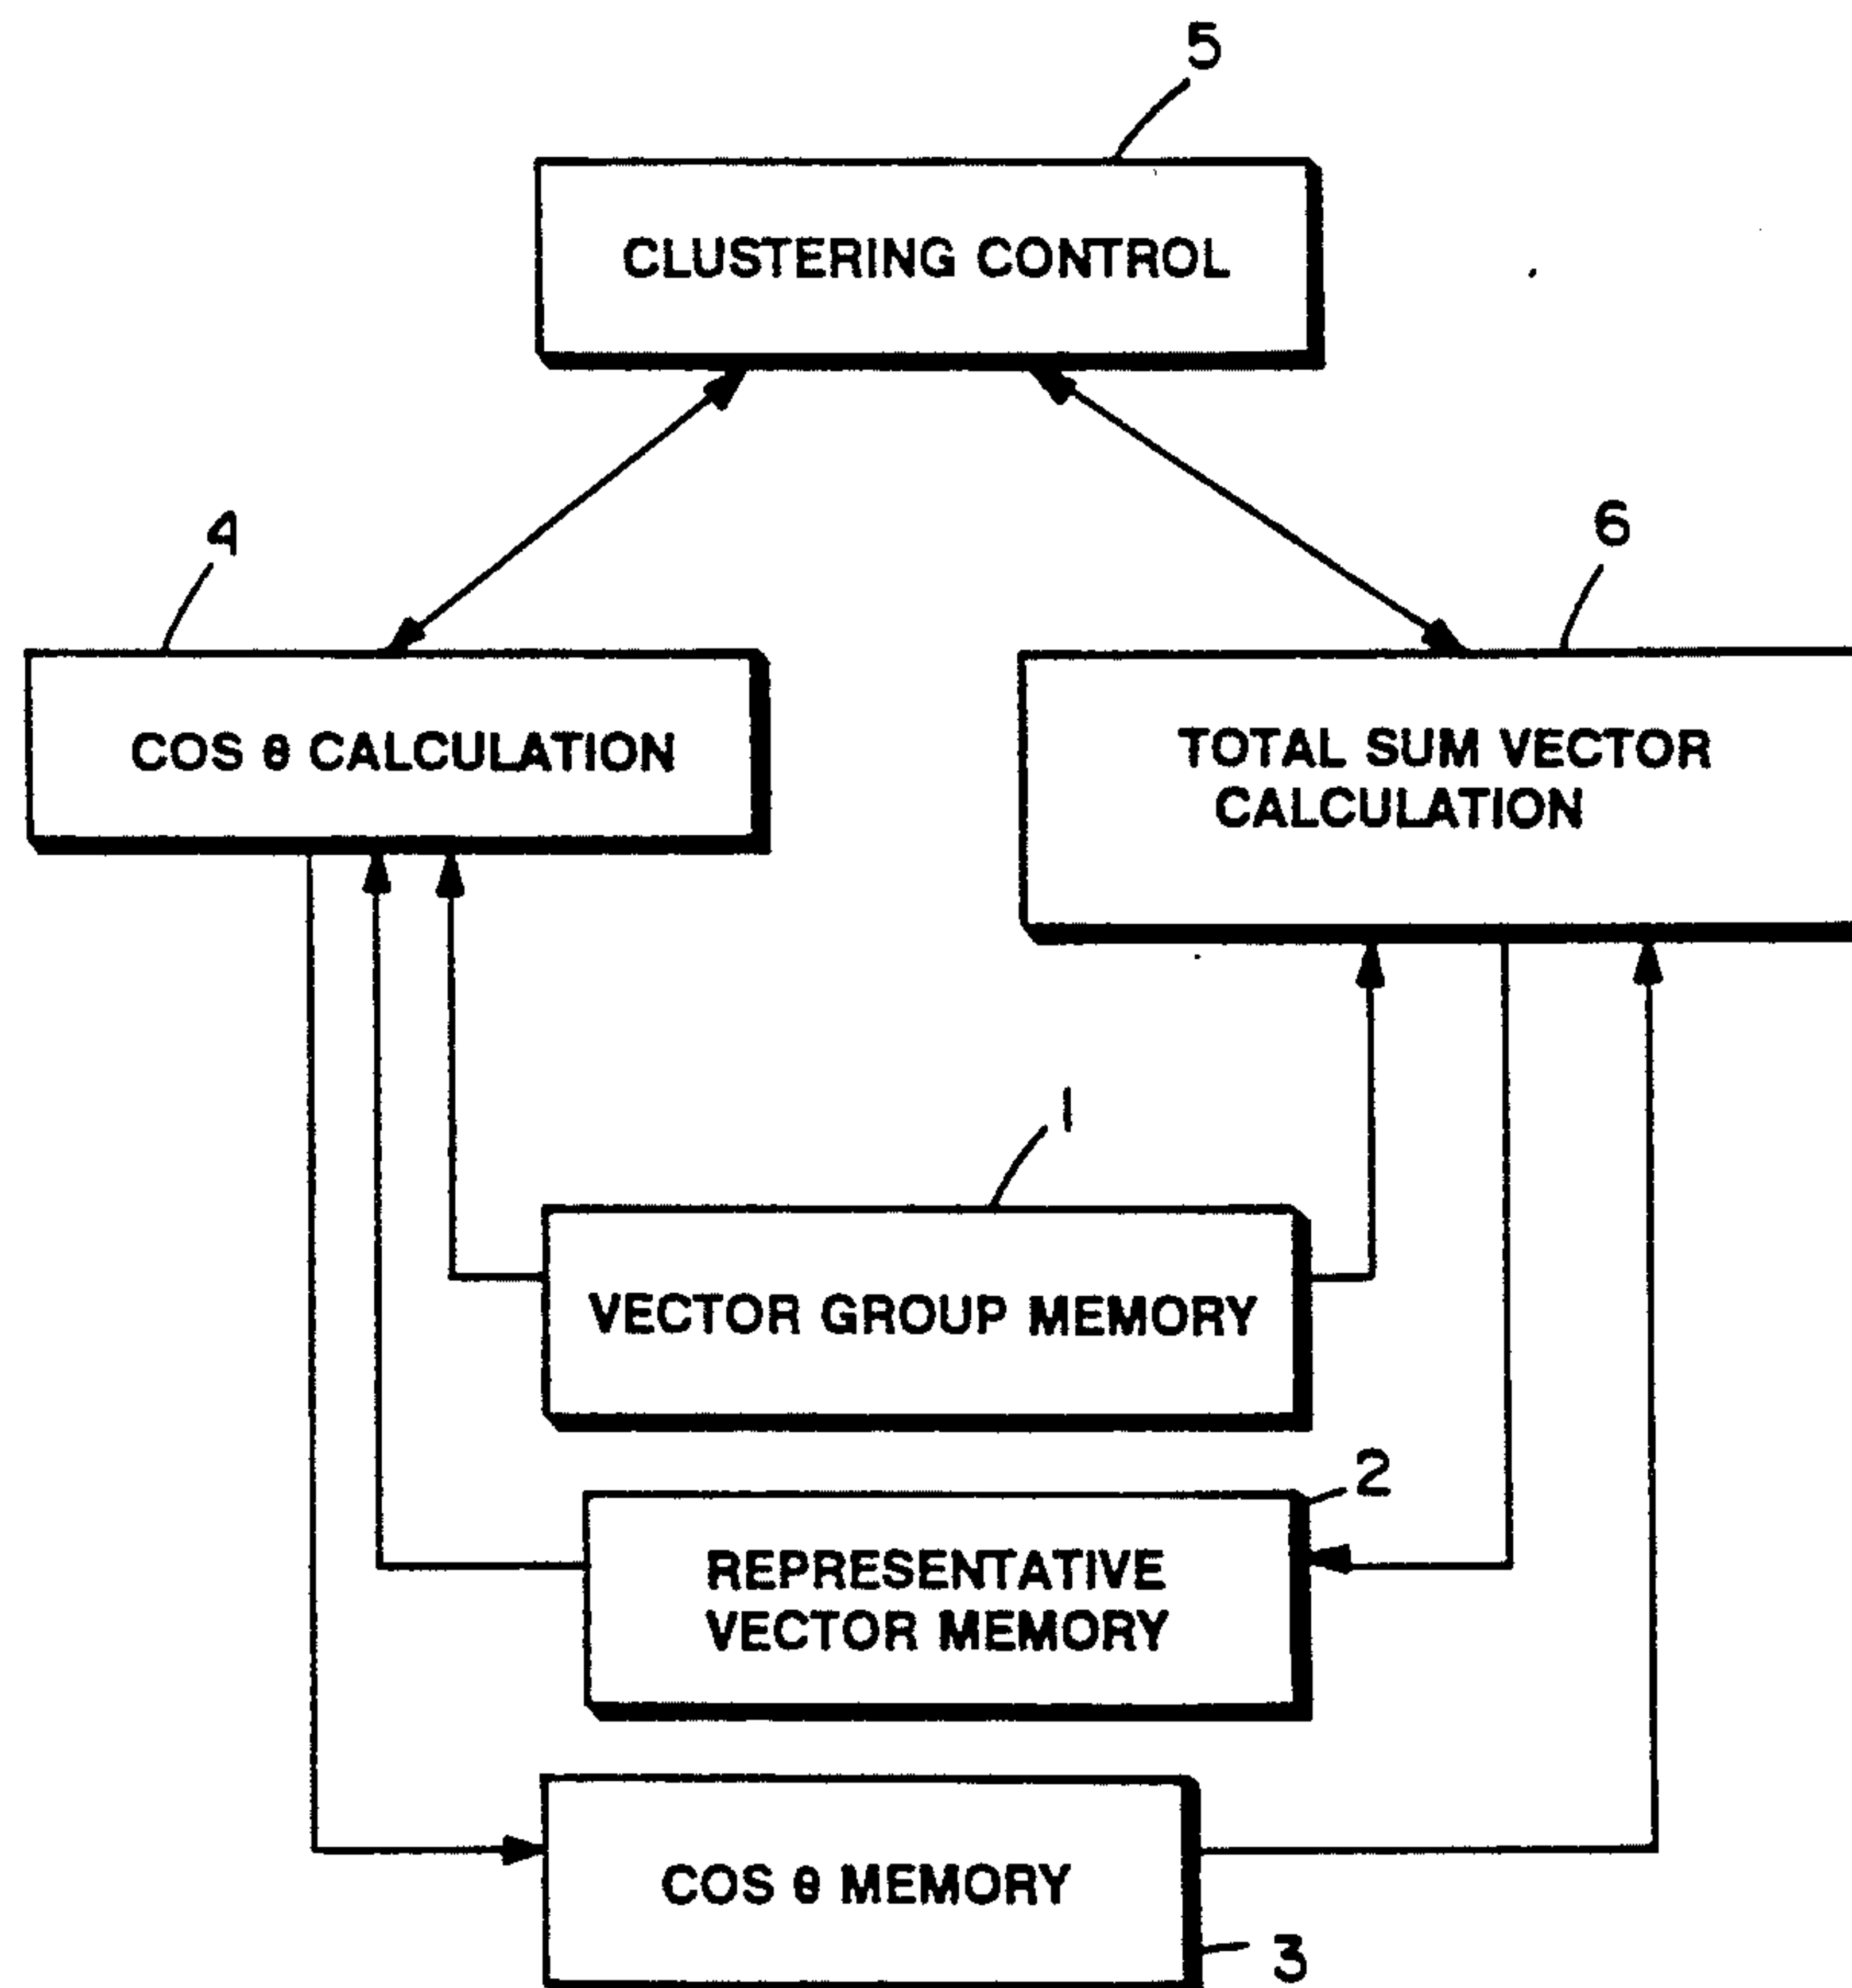 5
CLUSTERING CONTROL
4
6
COS θ CALCULATION
TOTAL SUM VECTOR
CALCULATION
1
VECTOR GROUP MEMORY
2
REPRESENTATIVE
VECTOR MEMORY
COS θ MEMORY
3